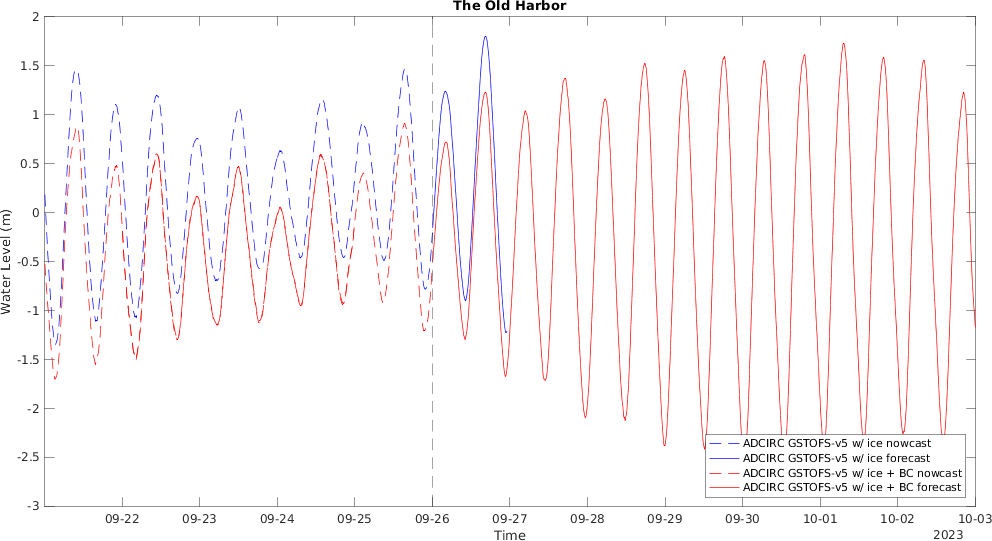 The Old Harbor
2
1.5
1
0.5
0
-0.5
-1
-1.5
-2
-2.5
-3
Water Level (m)
ADCIRC GSTOFS-v5 w/ ice nowcast
ADCIRC GSTOFS-v5 w/ ice forecast
ADCIRC GSTOFS-v5 w/ ice + BC nowcast
ADCIRC GSTOFS-v5 w/ ice + BC forecast
09-22 09-23 09-24 09-25 09-26 09-27 09-28 09-29 09-30 10-01 10-02 10-03
Time
2023